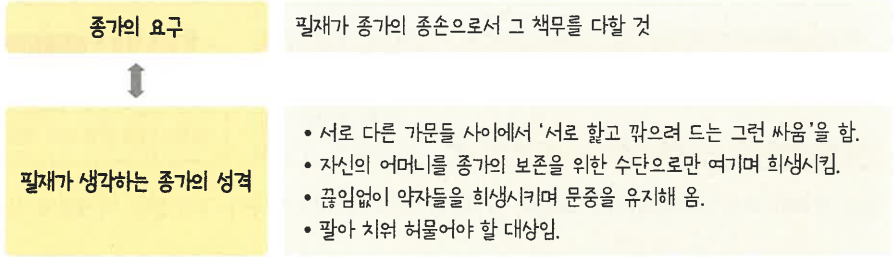 종가의 요구
필재가 종가의 종손으로서 그 책무를 다할 것
필재가 생각하는 종가의 성격
• 서로 다른 가문들 사이에서 ‘서로 핥고 깎으려 드는 그런 싸움’을 함.
• 자신의 어머니를 종가의 보존을 위한 수단으로만 여기며 희생시킴.
• 끊임없이 약자들을 희생시키며 문중을 유지해 옴.
• 팔아 치워 허물어야 할 대상임.